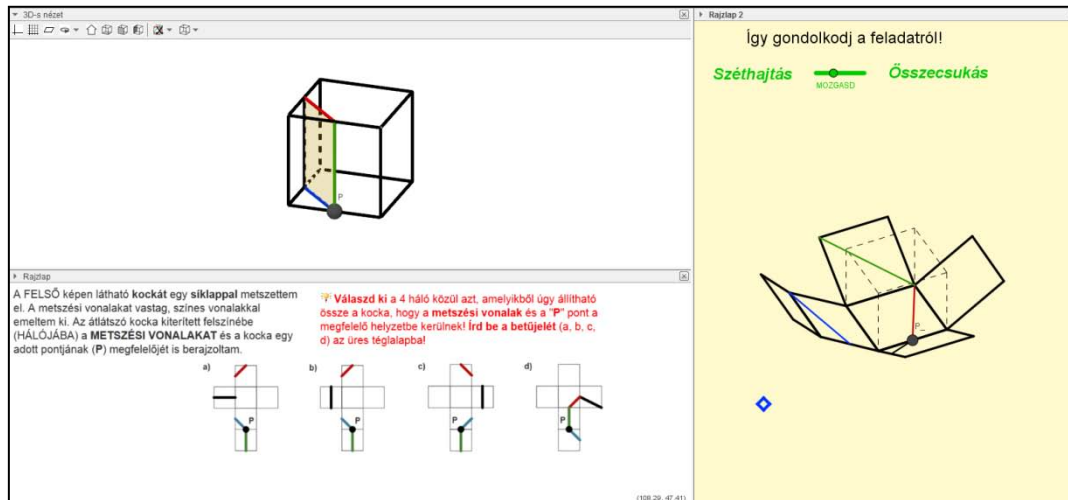 3D-s nézet
P
Rajzlap
A FELSŐ képen látható kockát egy síklappal metszettem
el. A metszési vonalakat vastag, színes vonalakkal
emeltem ki. Az átlátszó kocka kiterített felszínébe
(HÁLÓJÁBA) a METSZÉSI VONALAKAT és a kocka egy
adott pontjának (P) megfelelőjét is berajzoltam.
Válaszd ki a 4 háló közül azt, amelyikből úgy állítható
össze a kocka, hogy a metszési vonalak és a "P" pont a
megfelelő helyzetbe kerülnek! Írd be a betűjelét (a, b, c,
d) az üres téglalapba!
a) b) c) d)
P P P P
(108.29, 47.41)
Rajzlap 2
Így gondolkodj a feladatról!
Széthajtás Összecsukás
MOZGASD
P